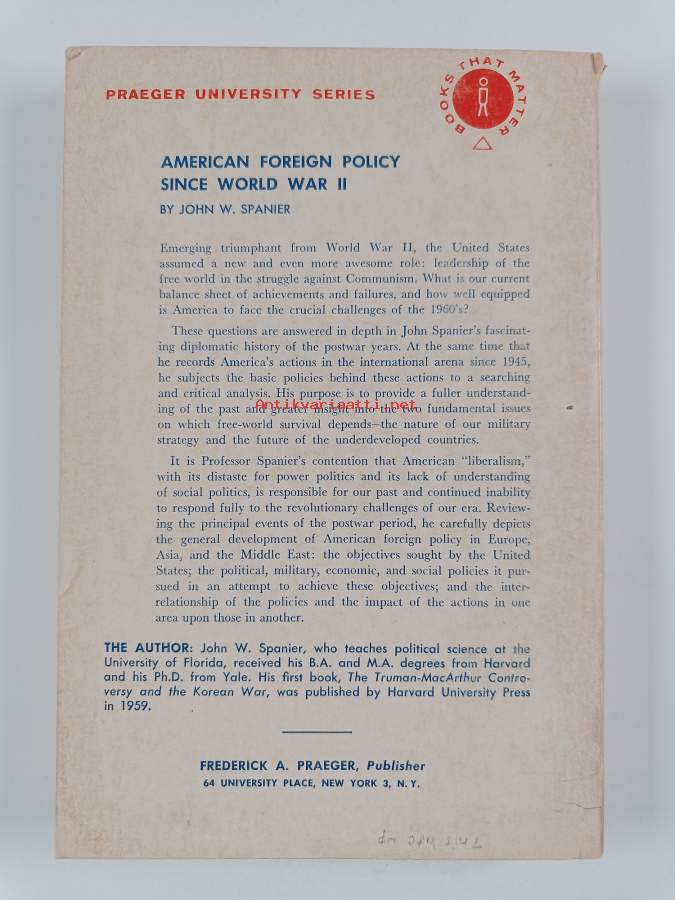 PRAEGER UNIVERSITY SERIES
BOOKS THAT MATTER
AMERICAN FOREIGN POLICY
SINCE WORLD WAR II
BY JOHN W. SPANIER
Emerging triumphant from World War II, the United States
assumed a new and even more awesome role: leadership of the
free world in the struggle against Communism. What is our current
balance sheet of achievements and failures, and how well equipped
is America to face the crucial challenges of the 1960's?
These questions are answered in depth in John Spanier's fascinat-
ing diplomatic history of the postwar years. At the same time that
he records America's actions in the international arena since 1945,
he subjects the basic policies behind these actions to a searching
and critical analysis. His purpose is to provide a fuller understand-
Antikvariaatti.net
ing of the past and greater insight into the two fundamental issues
on which free-world survival depends—the nature of our military
strategy and the future of the underdeveloped countries.
It is Professor Spanier's contention that American "liberalism,"
with its distaste for power politics and its lack of understanding
of social politics, is responsible for our past and continued inability
to respond fully to the revolutionary challenges of our era. Review-
ing the principal events of the postwar period, he carefully depicts
the general development of American foreign policy in Europe,
Asia, and the Middle East: the objectives sought by the United
States; the political, military, economic, and social policies it pur-
sued in an attempt to achieve these objectives; and the inter-
relationship of the policies and the impact of the actions in one
area upon those in another.
THE AUTHOR: John W. Spanier, who teaches political science at the
University of Florida, received his B.A. and M.A. degrees from Harvard
and his Ph.D. from Yale. His first book, The Truman-MacArthur Contro-
versy and the Korean War, was published by Harvard University Press
in 1959.
FREDERICK A. PRAEGER, Publisher
64 UNIVERSITY PLACE, NEW YORK 3, N. Y.